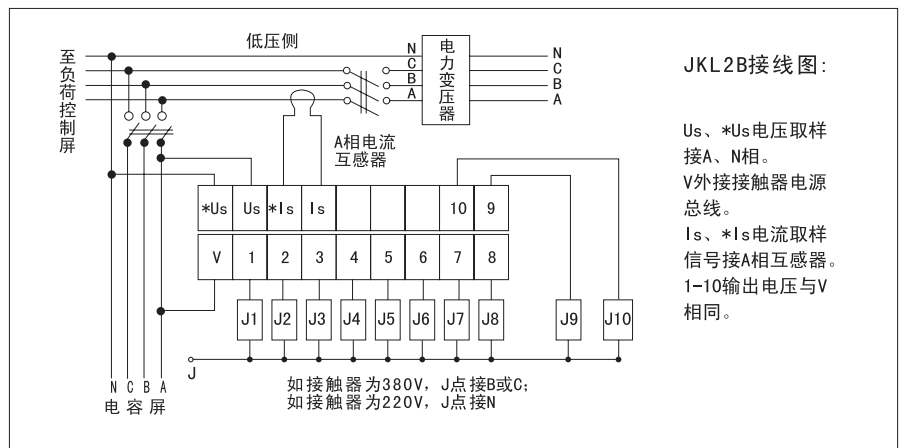 低压侧
至负荷控制屏
N
C
B
A
电力变压器
N
C
B
A
A相电流
互感器
*Us Us *Is Is 10 9
V 1 2 3 4 5 6 7 8
J1 J2 J3 J4 J5 J6 J7 J8 J9 J10
J
N C B A
电容屏
如接触器为380V，J点接B或C；
如接触器为220V，J点接N
JKL2B接线图：
Us、*Us电压取样
接A、N相。
V外接接触器电源
总线。
Is、*Is电流取样
信号接A相互感器。
1-10输出电压与V
相同。